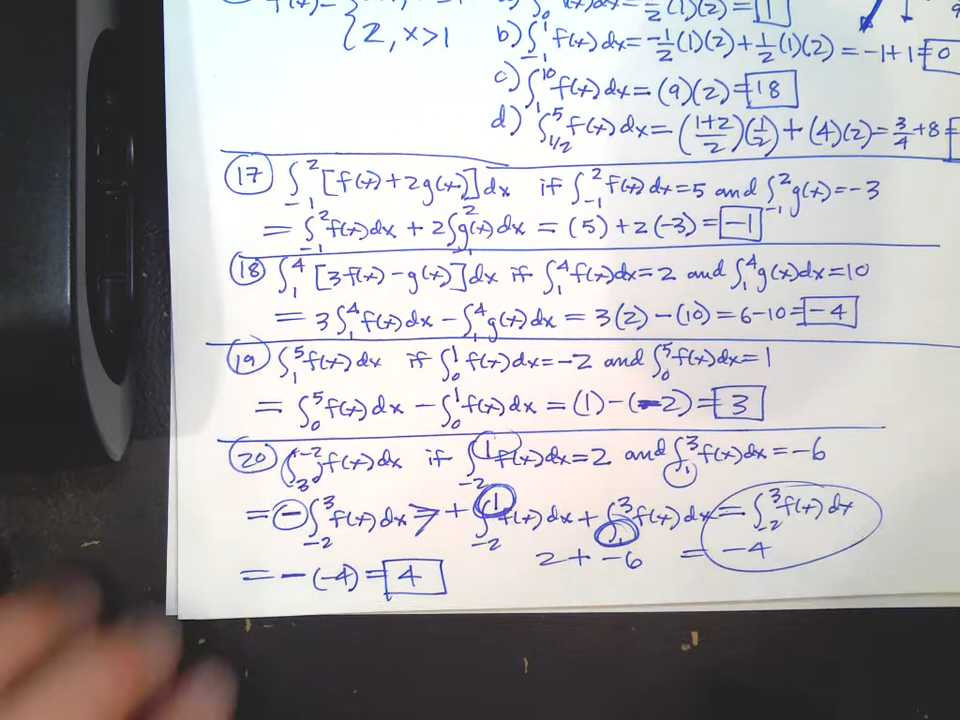 {2, x>1
b) ∫_{-1}^{1} f(x)dx = -1/2(1)(2) + 1/2(1)(2) = -1+1 = 0
c) ∫_{1}^{10} f(x)dx = (9)(2) = 18
d) ∫_{1/2}^{5} f(x)dx = ((1+2)/2)(1/2) + (4)(2) = 3/4 + 8 =
17 ∫_{-1}^{2} [f(x)+2g(x)]dx if ∫_{-1}^{2} f(x)dx = 5 and ∫_{-1}^{2} g(x) = -3
= ∫_{-1}^{2} f(x)dx + 2∫_{-1}^{2} g(x)dx = (5) + 2(-3) = -1
18 ∫_{1}^{4} [3f(x) - g(x)]dx if ∫_{1}^{4} f(x)dx = 2 and ∫_{1}^{4} g(x)dx = 10
= 3∫_{1}^{4} f(x)dx - ∫_{1}^{4} g(x)dx = 3(2) - (10) = 6-10 = -4
19 ∫_{1}^{5} f(x)dx if ∫_{0}^{1} f(x)dx = -2 and ∫_{0}^{5} f(x)dx = 1
= ∫_{0}^{5} f(x)dx - ∫_{0}^{1} f(x)dx = (1) - (-2) = 3
20 ∫_{3}^{-2} f(x)dx if ∫_{-2}^{1} f(x)dx = 2 and ∫_{1}^{3} f(x)dx = -6
= -∫_{-2}^{3} f(x)dx ⇒ + ∫_{-2}^{1} f(x)dx + ∫_{1}^{3} f(x)dx = ∫_{-2}^{3} f(x)dx
2 + -6 = -4
= -(-4) = 4